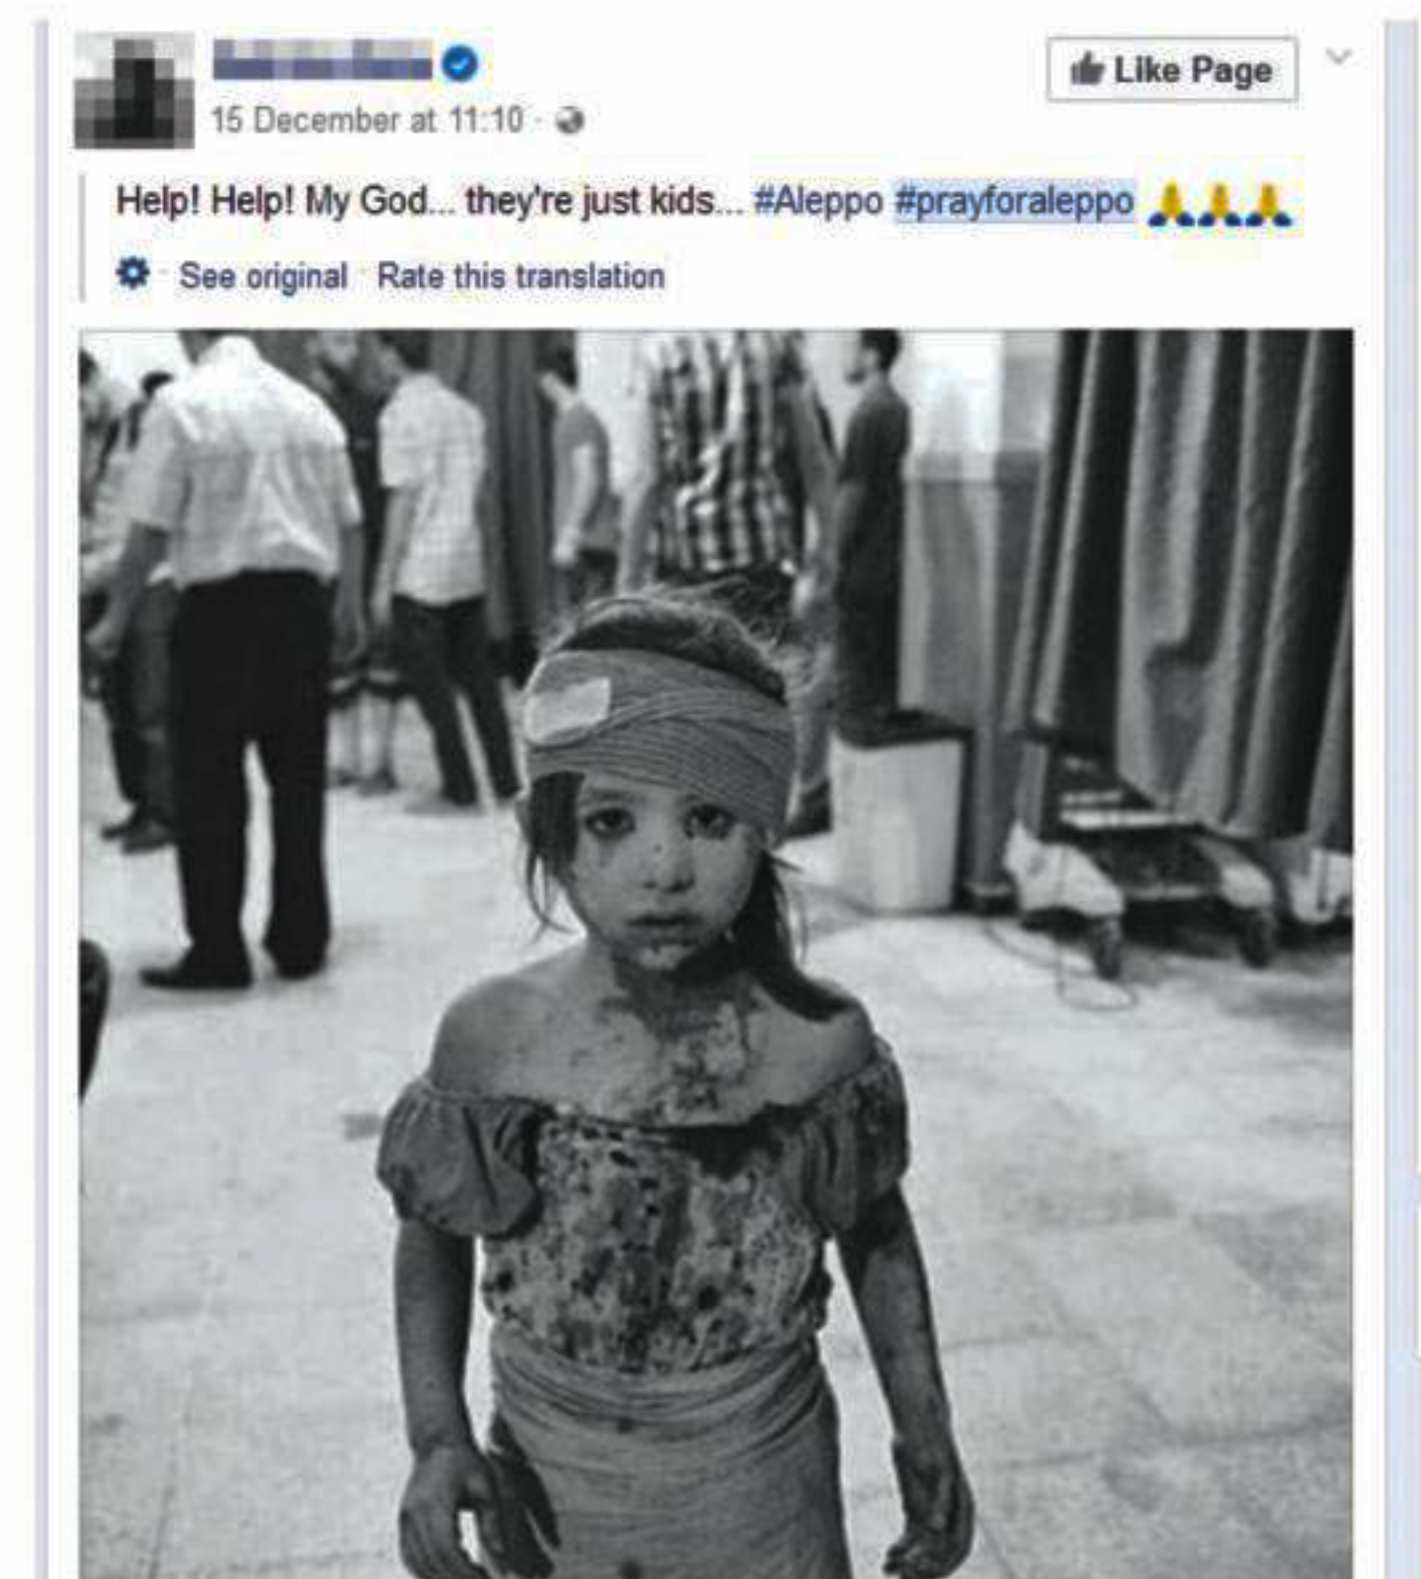 Like Page
15 December at 11:10
Help! Help! My God... they're just kids... #Aleppo #prayforaleppo 🙏🙏🙏
See original · Rate this translation